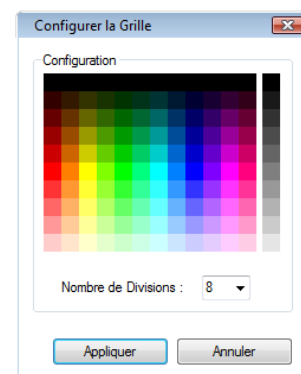 Configurer la Grille
Configuration
Nombre de Divisions : 8
Appliquer Annuler